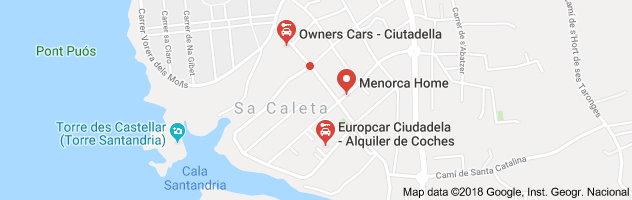 Owners Cars - Ciutadella
Pont Puós
Carrer Vorera dels Moñs
Carrer sa Claro
Carrer de Na Gibet
Carrer de s'Abatzer
Camí de s'Hort de ses Taronges
Menorca Home
Sa Caleta
Torre des Castellar
(Torre Santandria)
Europcar Ciudadela
- Alquiler de Coches
Cala
Santandria
Camí de Santa Catalina
Map data ©2018 Google, Inst. Geogr. Nacional